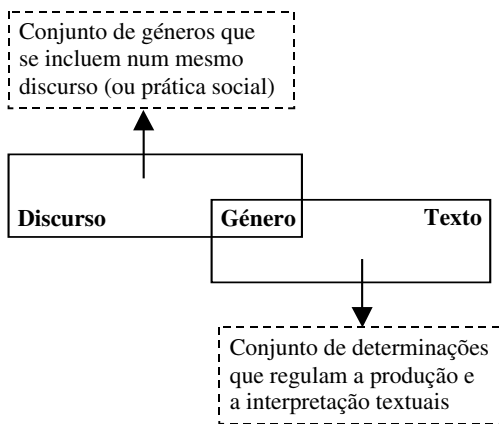 Conjunto de géneros que
se incluem num mesmo
discurso (ou prática social)
Discurso Género Texto
Conjunto de determinações
que regulam a produção e
a interpretação textuais